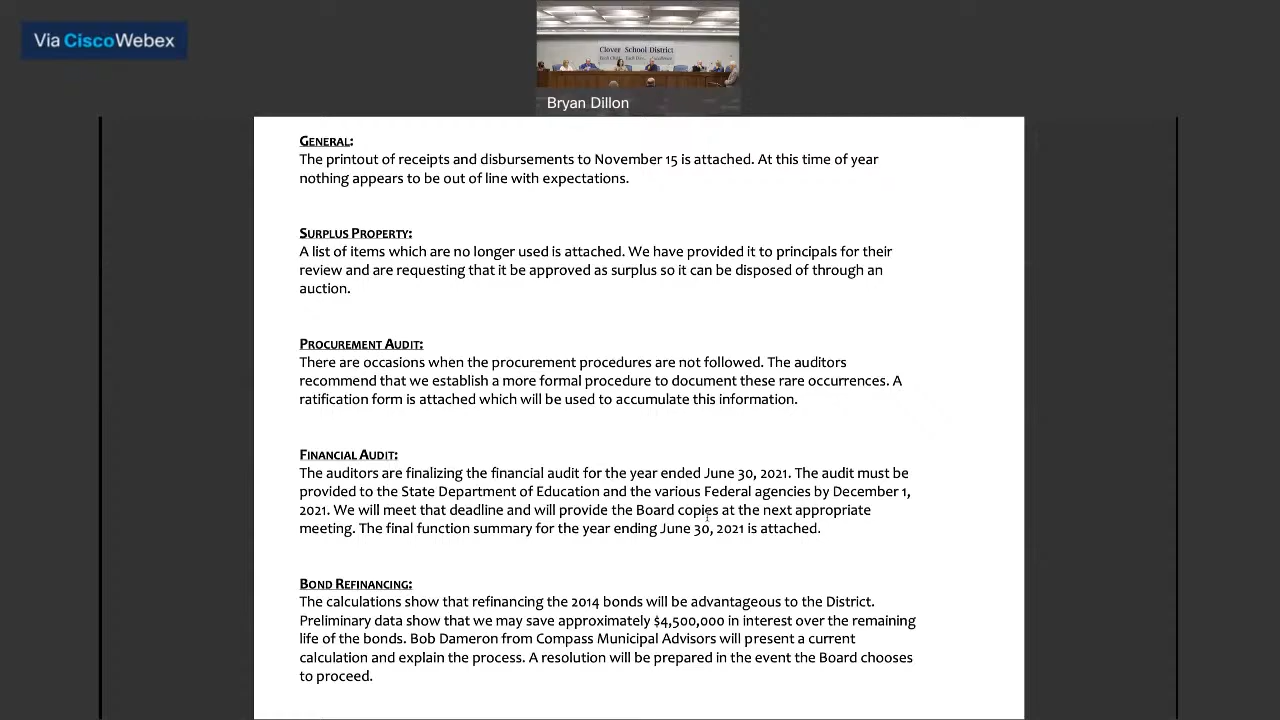 Via Cisco Webex
Clover School District
Bryan Dillon
GENERAL:
The printout of receipts and disbursements to November 15 is attached. At this time of year
nothing appears to be out of line with expectations.
SURPLUS PROPERTY:
A list of items which are no longer used is attached. We have provided it to principals for their
review and are requesting that it be approved as surplus so it can be disposed of through an
auction.
PROCUREMENT AUDIT:
There are occasions when the procurement procedures are not followed. The auditors
recommend that we establish a more formal procedure to document these rare occurrences. A
ratification form is attached which will be used to accumulate this information.
FINANCIAL AUDIT:
The auditors are finalizing the financial audit for the year ended June 30, 2021. The audit must be
provided to the State Department of Education and the various Federal agencies by December 1,
2021. We will meet that deadline and will provide the Board copies at the next appropriate
meeting. The final function summary for the year ending June 30, 2021 is attached.
BOND REFINANCING:
The calculations show that refinancing the 2014 bonds will be advantageous to the District.
Preliminary data show that we may save approximately $4,500,000 in interest over the remaining
life of the bonds. Bob Dameron from Compass Municipal Advisors will present a current
calculation and explain the process. A resolution will be prepared in the event the Board chooses
to proceed.